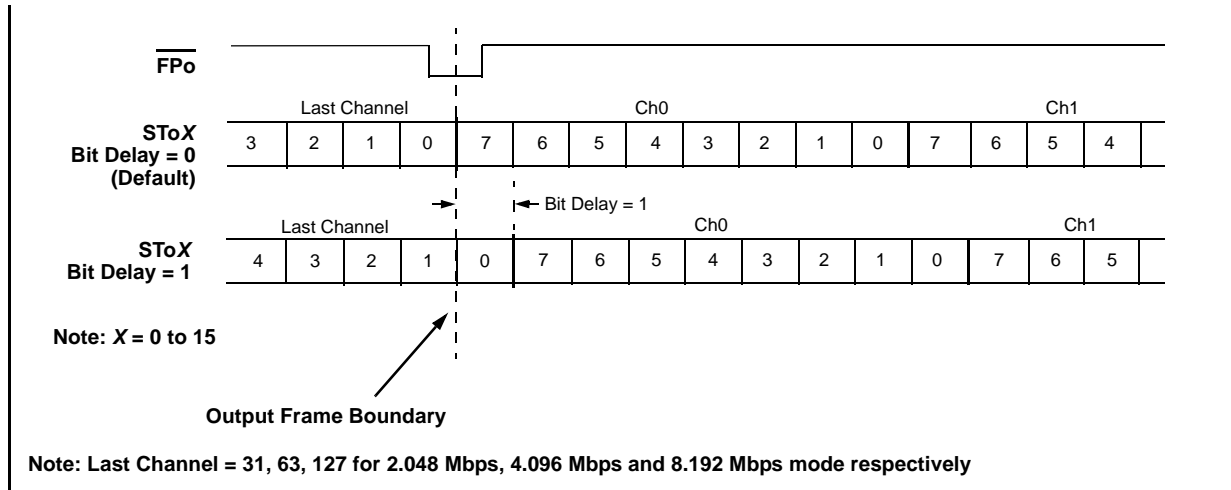 FPo
Last Channel Ch0 Ch1
SToX
Bit Delay = 0
(Default)
3 2 1 0 7 6 5 4 3 2 1 0 7 6 5 4
Bit Delay = 1
Last Channel Ch0 Ch1
SToX
Bit Delay = 1
4 3 2 1 0 7 6 5 4 3 2 1 0 7 6 5
Note: X = 0 to 15
Output Frame Boundary
Note: Last Channel = 31, 63, 127 for 2.048 Mbps, 4.096 Mbps and 8.192 Mbps mode respectively